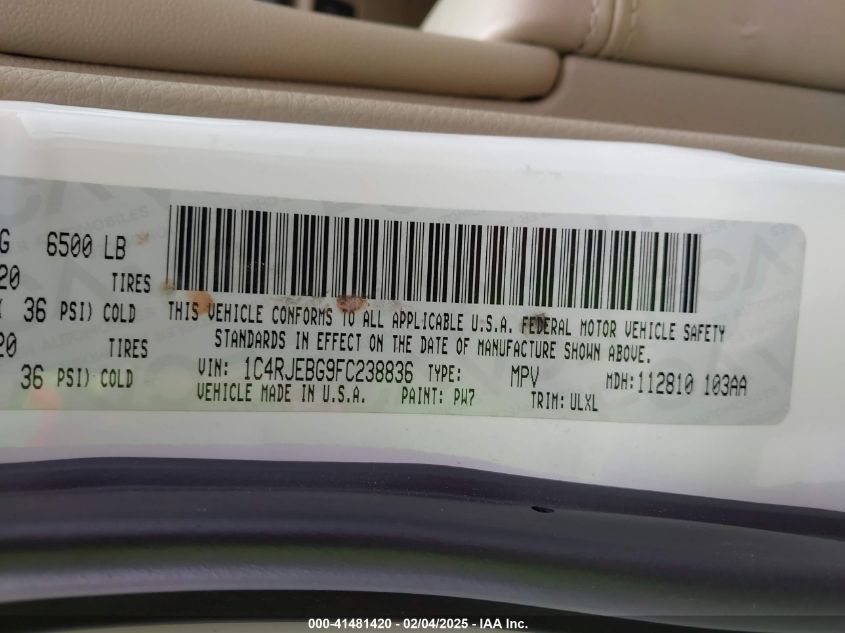 G 6500 LB
20 TIRES
36 PSI) COLD
20 TIRES
36 PSI) COLD
THIS VEHICLE CONFORMS TO ALL APPLICABLE U.S.A. FEDERAL MOTOR VEHICLE SAFETY
STANDARDS IN EFFECT ON THE DATE OF MANUFACTURE SHOWN ABOVE.
VIN: 1C4RJEBG9FC238836 TYPE: MPV MDH: 112810 103AA
VEHICLE MADE IN U.S.A. PAINT: PW7 TRIM: ULXL
000-41481420 - 02/04/2025 - IAA Inc.